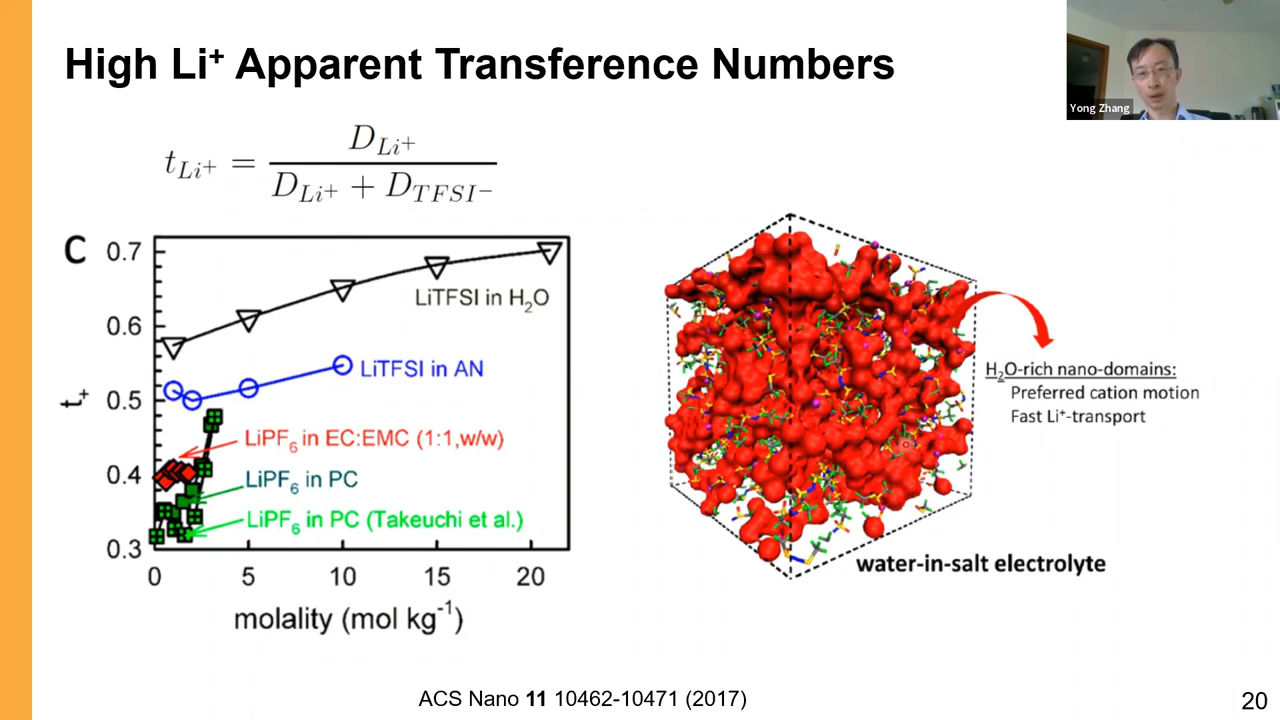 High Li⁺ Apparent Transference Numbers
Yong Zhang
t_{Li⁺} = D_{Li⁺} / (D_{Li⁺} + D_{TFSI⁻})
C
0.7
0.6
0.5
0.4
0.3
t₊
LiTFSI in H₂O
LiTFSI in AN
LiPF₆ in EC:EMC (1:1,w/w)
LiPF₆ in PC
LiPF₆ in PC (Takeuchi et al.)
0 5 10 15 20
molality (mol kg⁻¹)
H₂O-rich nano-domains:
Preferred cation motion
Fast Li⁺-transport
water-in-salt electrolyte
ACS Nano 11 10462-10471 (2017)
20